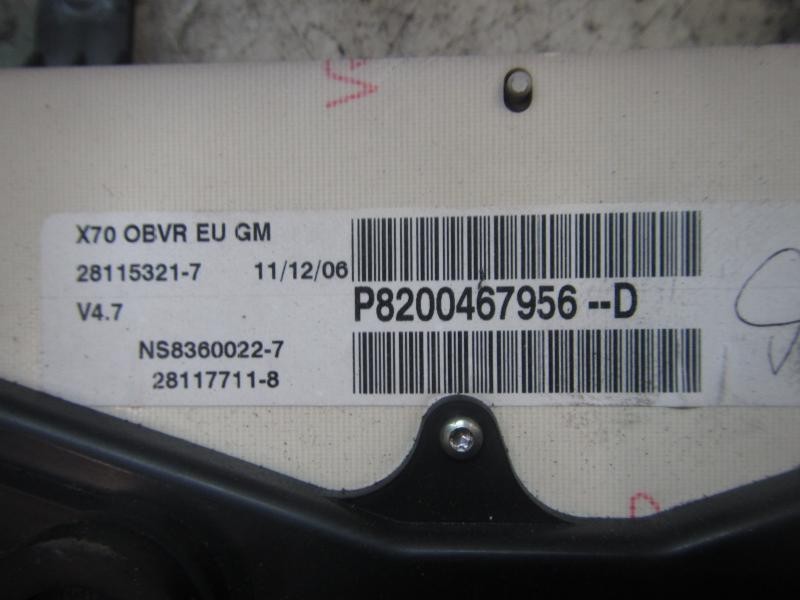 X70 OBVR EU GM
28115321-7 11/12/06
V4.7
P8200467956--D
NS8360022-7
28117711-8